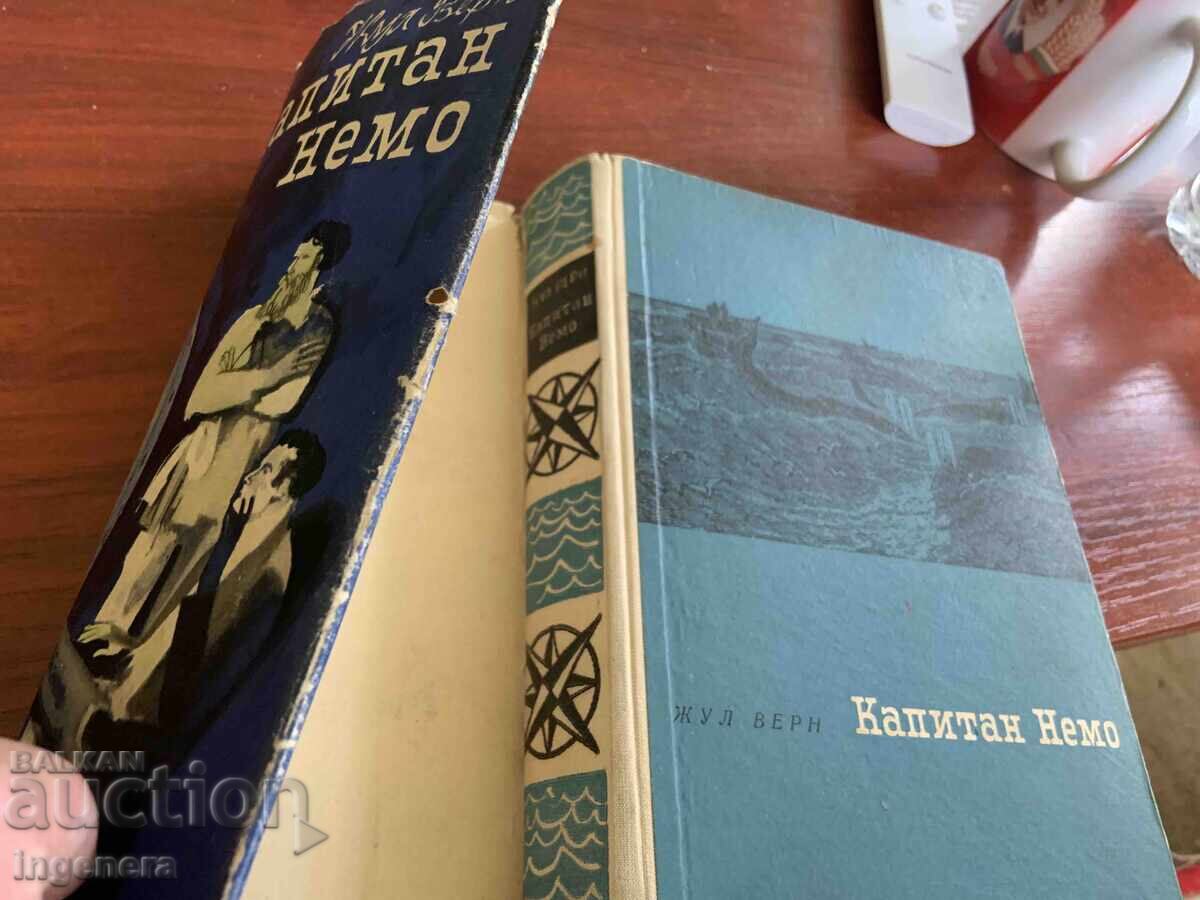 Жул Верн
Капитан
Немо
Жул Верн
Капитан
Немо
ЖУЛ ВЕРН Капитан Немо
BALKAN
auction
ingenera